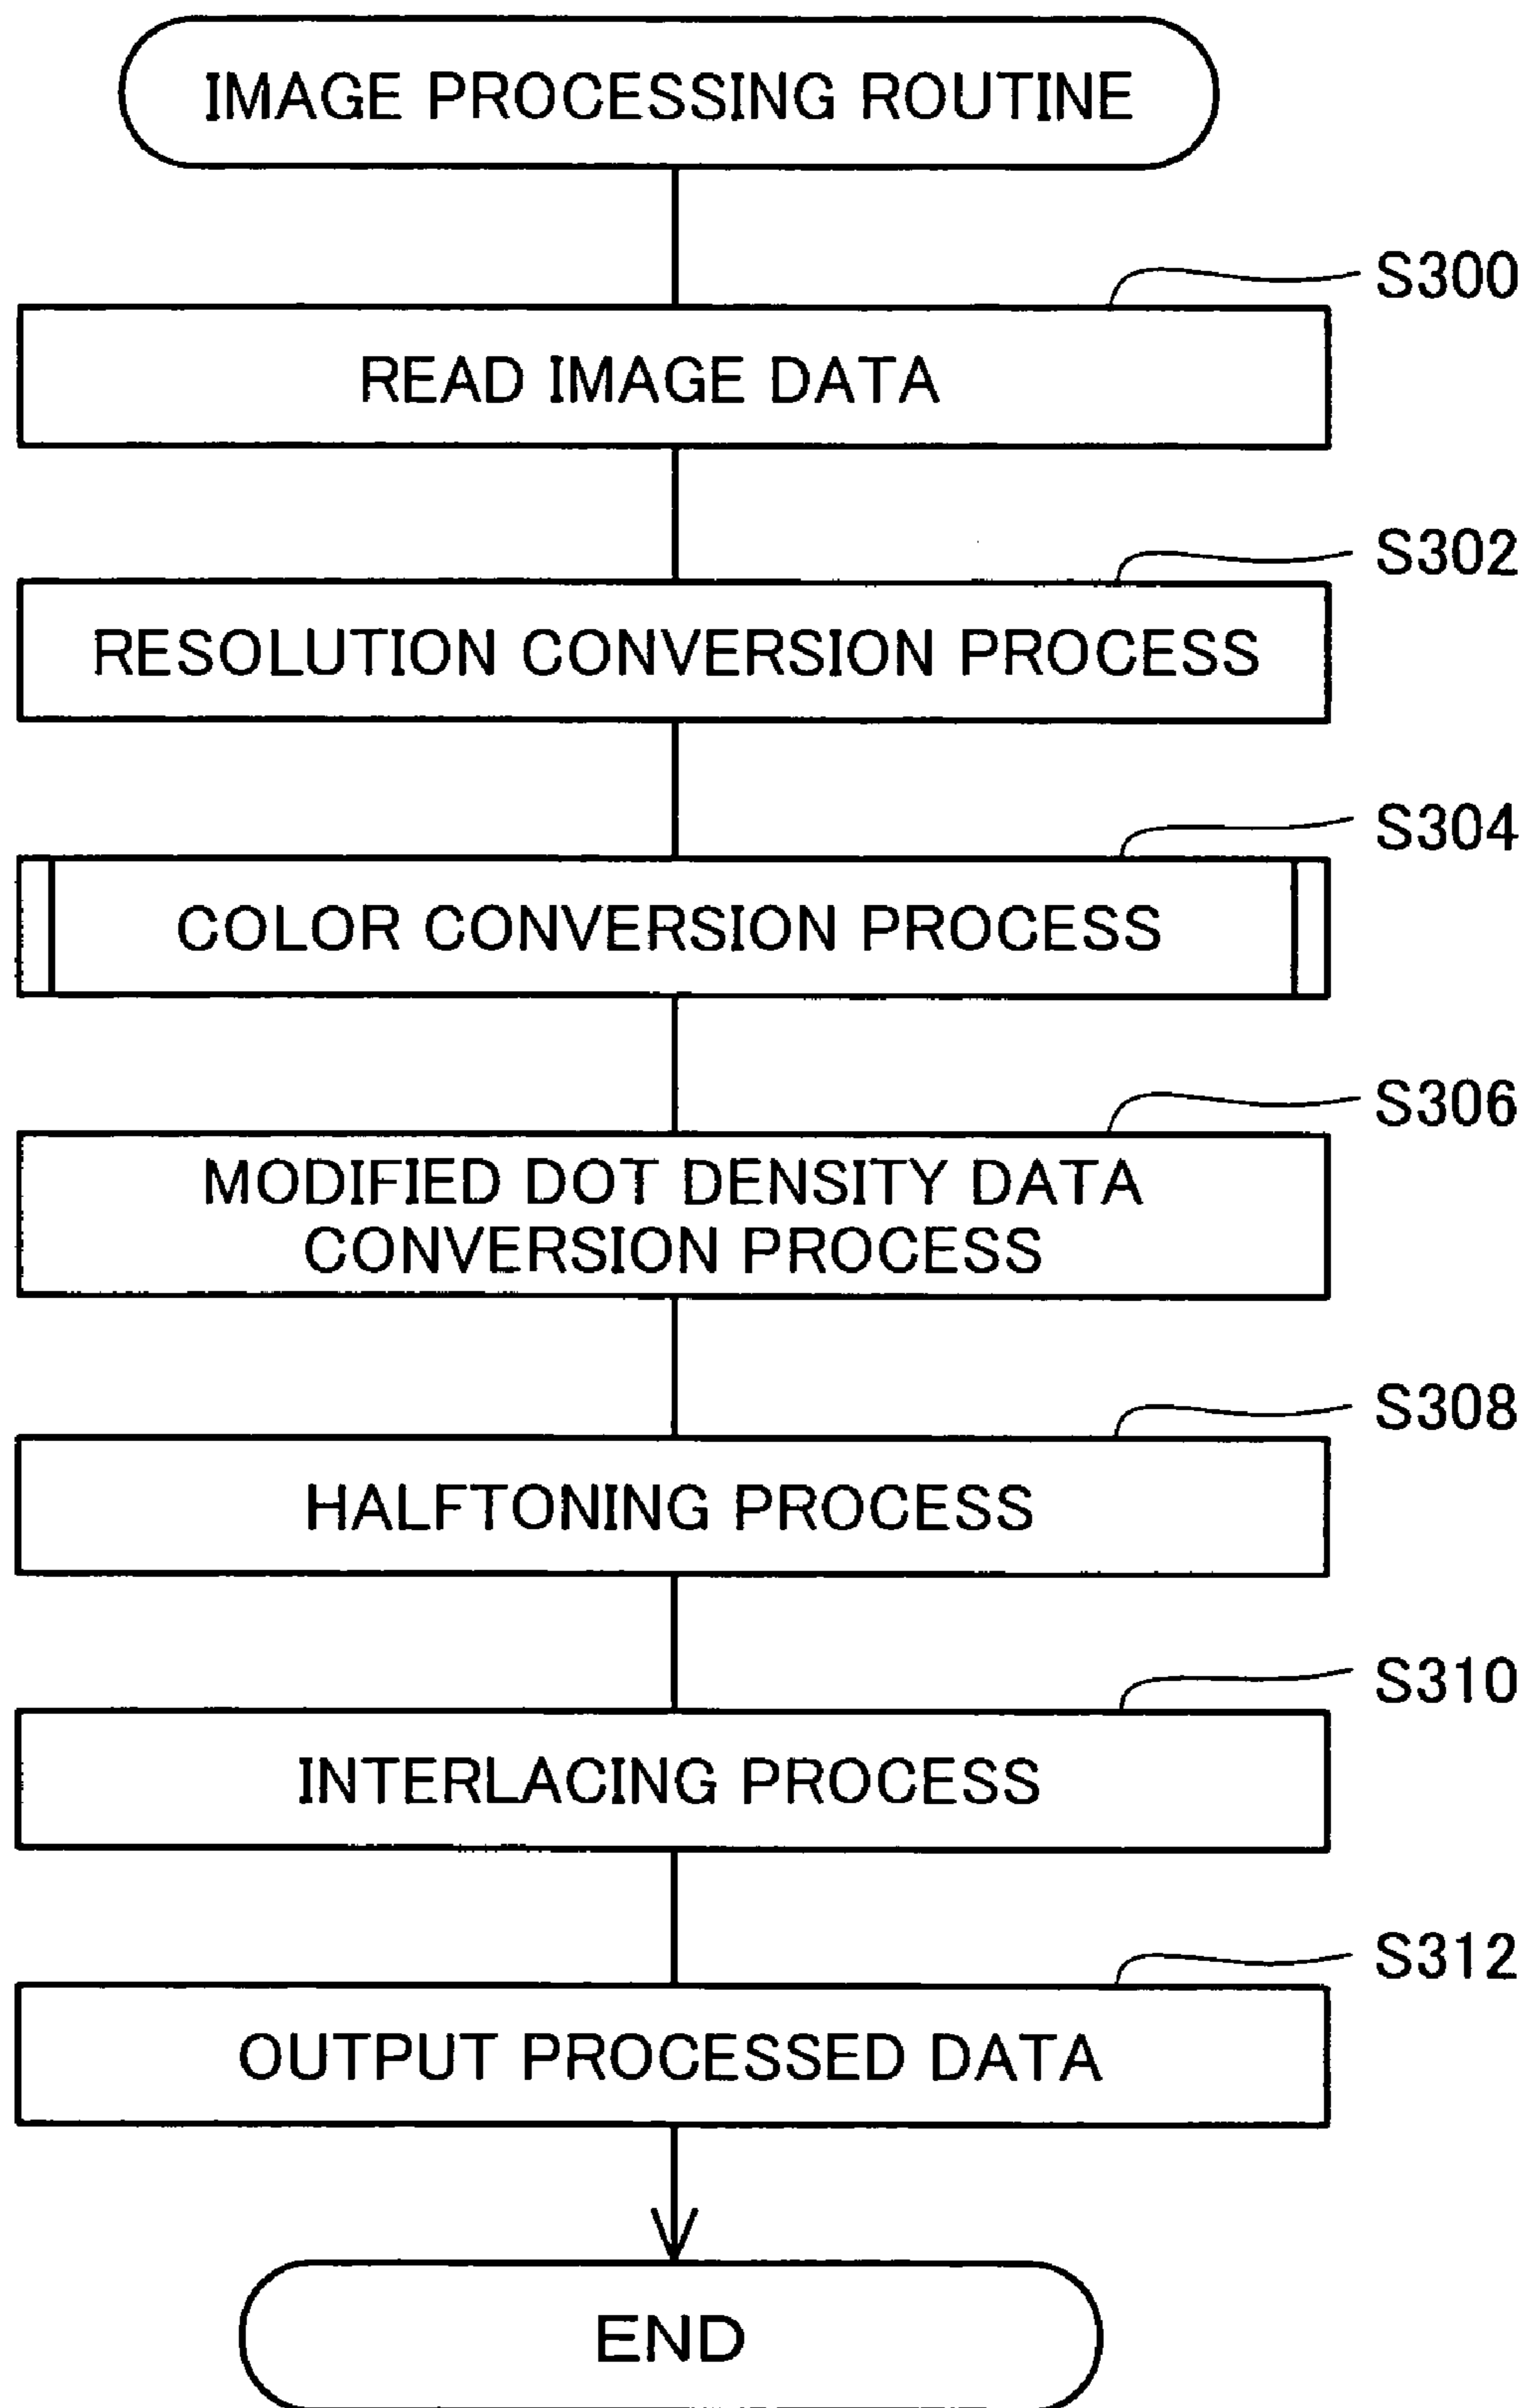 IMAGE PROCESSING ROUTINE
S300
READ IMAGE DATA
S302
RESOLUTION CONVERSION PROCESS
S304
COLOR CONVERSION PROCESS
S306
MODIFIED DOT DENSITY DATA
CONVERSION PROCESS
S308
HALFTONING PROCESS
S310
INTERLACING PROCESS
S312
OUTPUT PROCESSED DATA
END